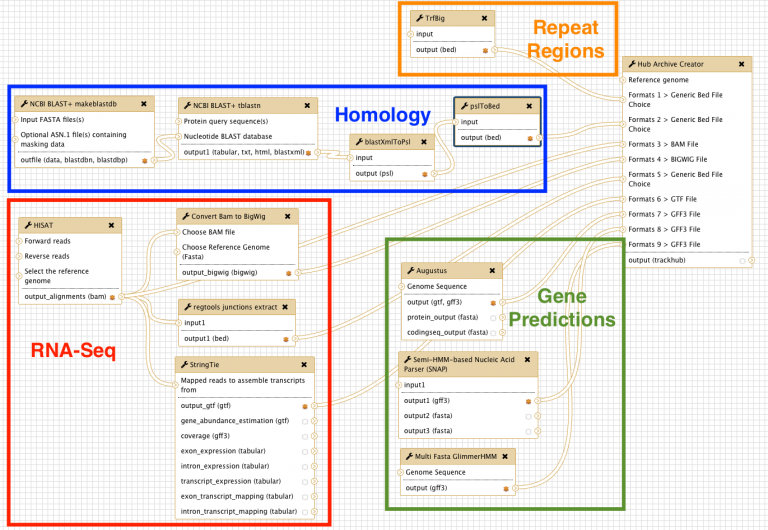 TrfBig
input
output (bed)
Repeat
Regions
NCBI BLAST+ makeblastdb
Input FASTA files(s)
Optional ASN.1 file(s) containing
masking data
outfile (data, blastdbn, blastdbp)
NCBI BLAST+ tblastn
Protein query sequence(s)
Nucleotide BLAST database
output1 (tabular, txt, html, blastxml)
Homology
blastXmlToPsl
input
output (psl)
pslToBed
input
output (bed)
Hub Archive Creator
Reference genome
Formats 1 > Generic Bed File
Choice
Formats 2 > Generic Bed File
Choice
Formats 3 > BAM File
Formats 4 > BIGWIG File
Formats 5 > Generic Bed File
Choice
Formats 6 > GTF File
Formats 7 > GFF3 File
Formats 8 > GFF3 File
Formats 9 > GFF3 File
output (trackhub)
HISAT
Forward reads
Reverse reads
Select the reference
genome
output_alignments (bam)
Convert Bam to BigWig
Choose BAM file
Choose Reference Genome
(Fasta)
output_bigwig (bigwig)
regtools junctions extract
input1
output1 (bed)
RNA-Seq
StringTie
Mapped reads to assemble transcripts
from
output_gtf (gtf)
gene_abundance_estimation (gtf)
coverage (gff3)
exon_expression (tabular)
intron_expression (tabular)
transcript_expression (tabular)
exon_transcript_mapping (tabular)
intron_transcript_mapping (tabular)
Augustus
Genome Sequence
output (gtf, gff3)
protein_output (fasta)
codingseq_output (fasta)
Gene
Predictions
Semi-HMM-based Nucleic Acid
Parser (SNAP)
input1
output1 (gff3)
output2 (fasta)
output3 (fasta)
Multi Fasta GlimmerHMM
Genome Sequence
output (gff3)